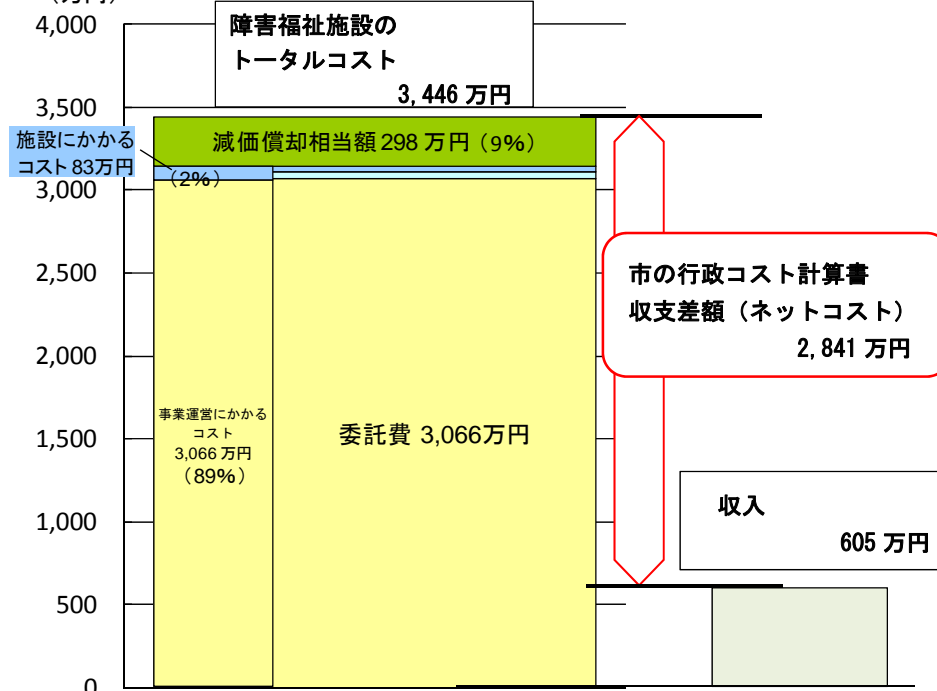 （万円）
4,000
3,500
3,000
2,500
2,000
1,500
1,000
500
0
障害福祉施設の
トータルコスト
3,446 万円
施設にかかる
コスト 83万円
（2%）
減価償却相当額 298 万円（9%）
事業運営にかかる
コスト
3,066 万円
（89%）
委託費 3,066万円
市の行政コスト計算書
収支差額（ネットコスト）
2,841 万円
収入
605 万円